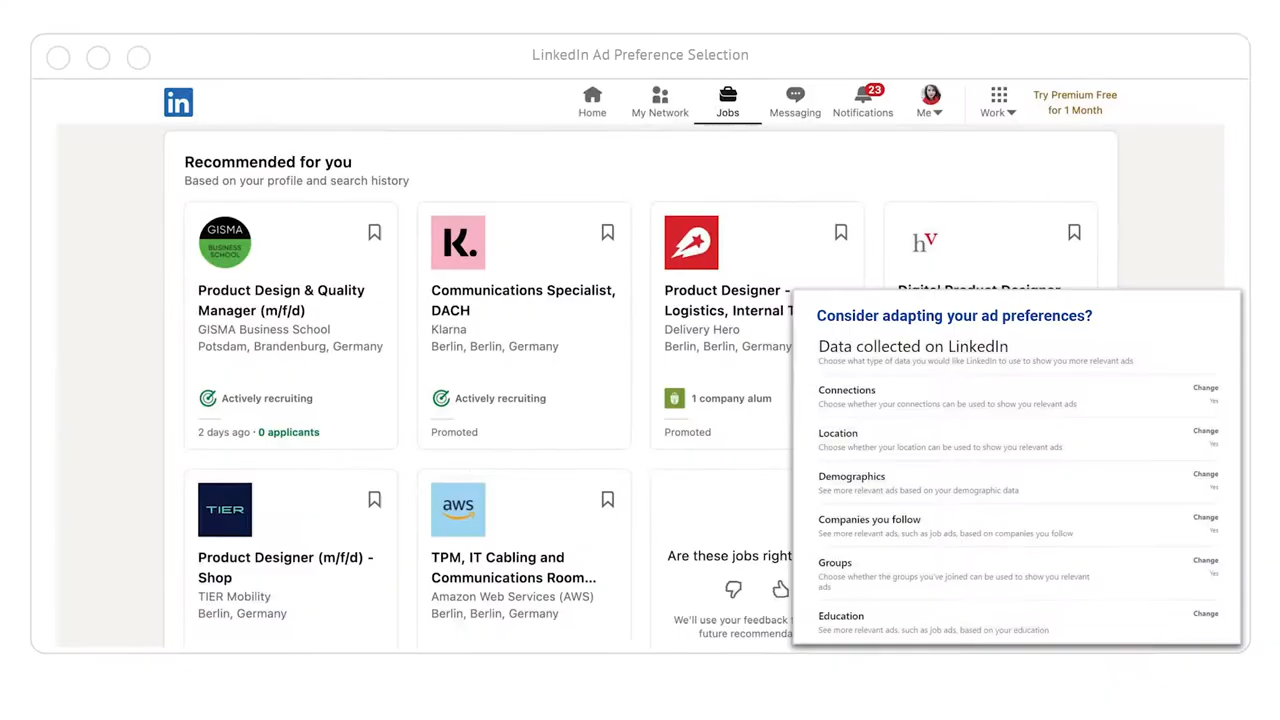 LinkedIn Ad Preference Selection
in
Home
My Network
Jobs
Messaging
23
Notifications
Me
Work
Try Premium Free
for 1 Month
Recommended for you
Based on your profile and search history
GISMA
BUSINESS
SCHOOL
Product Design & Quality
Manager (m/f/d)
GISMA Business School
Potsdam, Brandenburg, Germany
Actively recruiting
2 days ago · 0 applicants
K.
Communications Specialist,
DACH
Klarna
Berlin, Berlin, Germany
Actively recruiting
Promoted
Product Designer -
Logistics, Internal T
Delivery Hero
Berlin, Berlin, Germany
1 company alum
Promoted
hv
Digital Product Designer
TIER
Product Designer (m/f/d) -
Shop
TIER Mobility
Berlin, Germany
aws
TPM, IT Cabling and
Communications Room...
Amazon Web Services (AWS)
Berlin, Berlin, Germany
Are these jobs right
We'll use your feedback
future recommenda
Consider adapting your ad preferences?
Data collected on LinkedIn
Choose what type of data you would like LinkedIn to use to show you more relevant ads
Connections
Change
Choose whether your connections can be used to show you relevant ads
Yes
Location
Change
Choose whether your location can be used to show you relevant ads
Yes
Demographics
Change
See more relevant ads based on your demographic data
Yes
Companies you follow
Change
See more relevant ads, such as job ads, based on companies you follow
Yes
Groups
Change
Choose whether the groups you've joined can be used to show you relevant
ads
Yes
Education
Change
See more relevant ads, such as job ads, based on your education